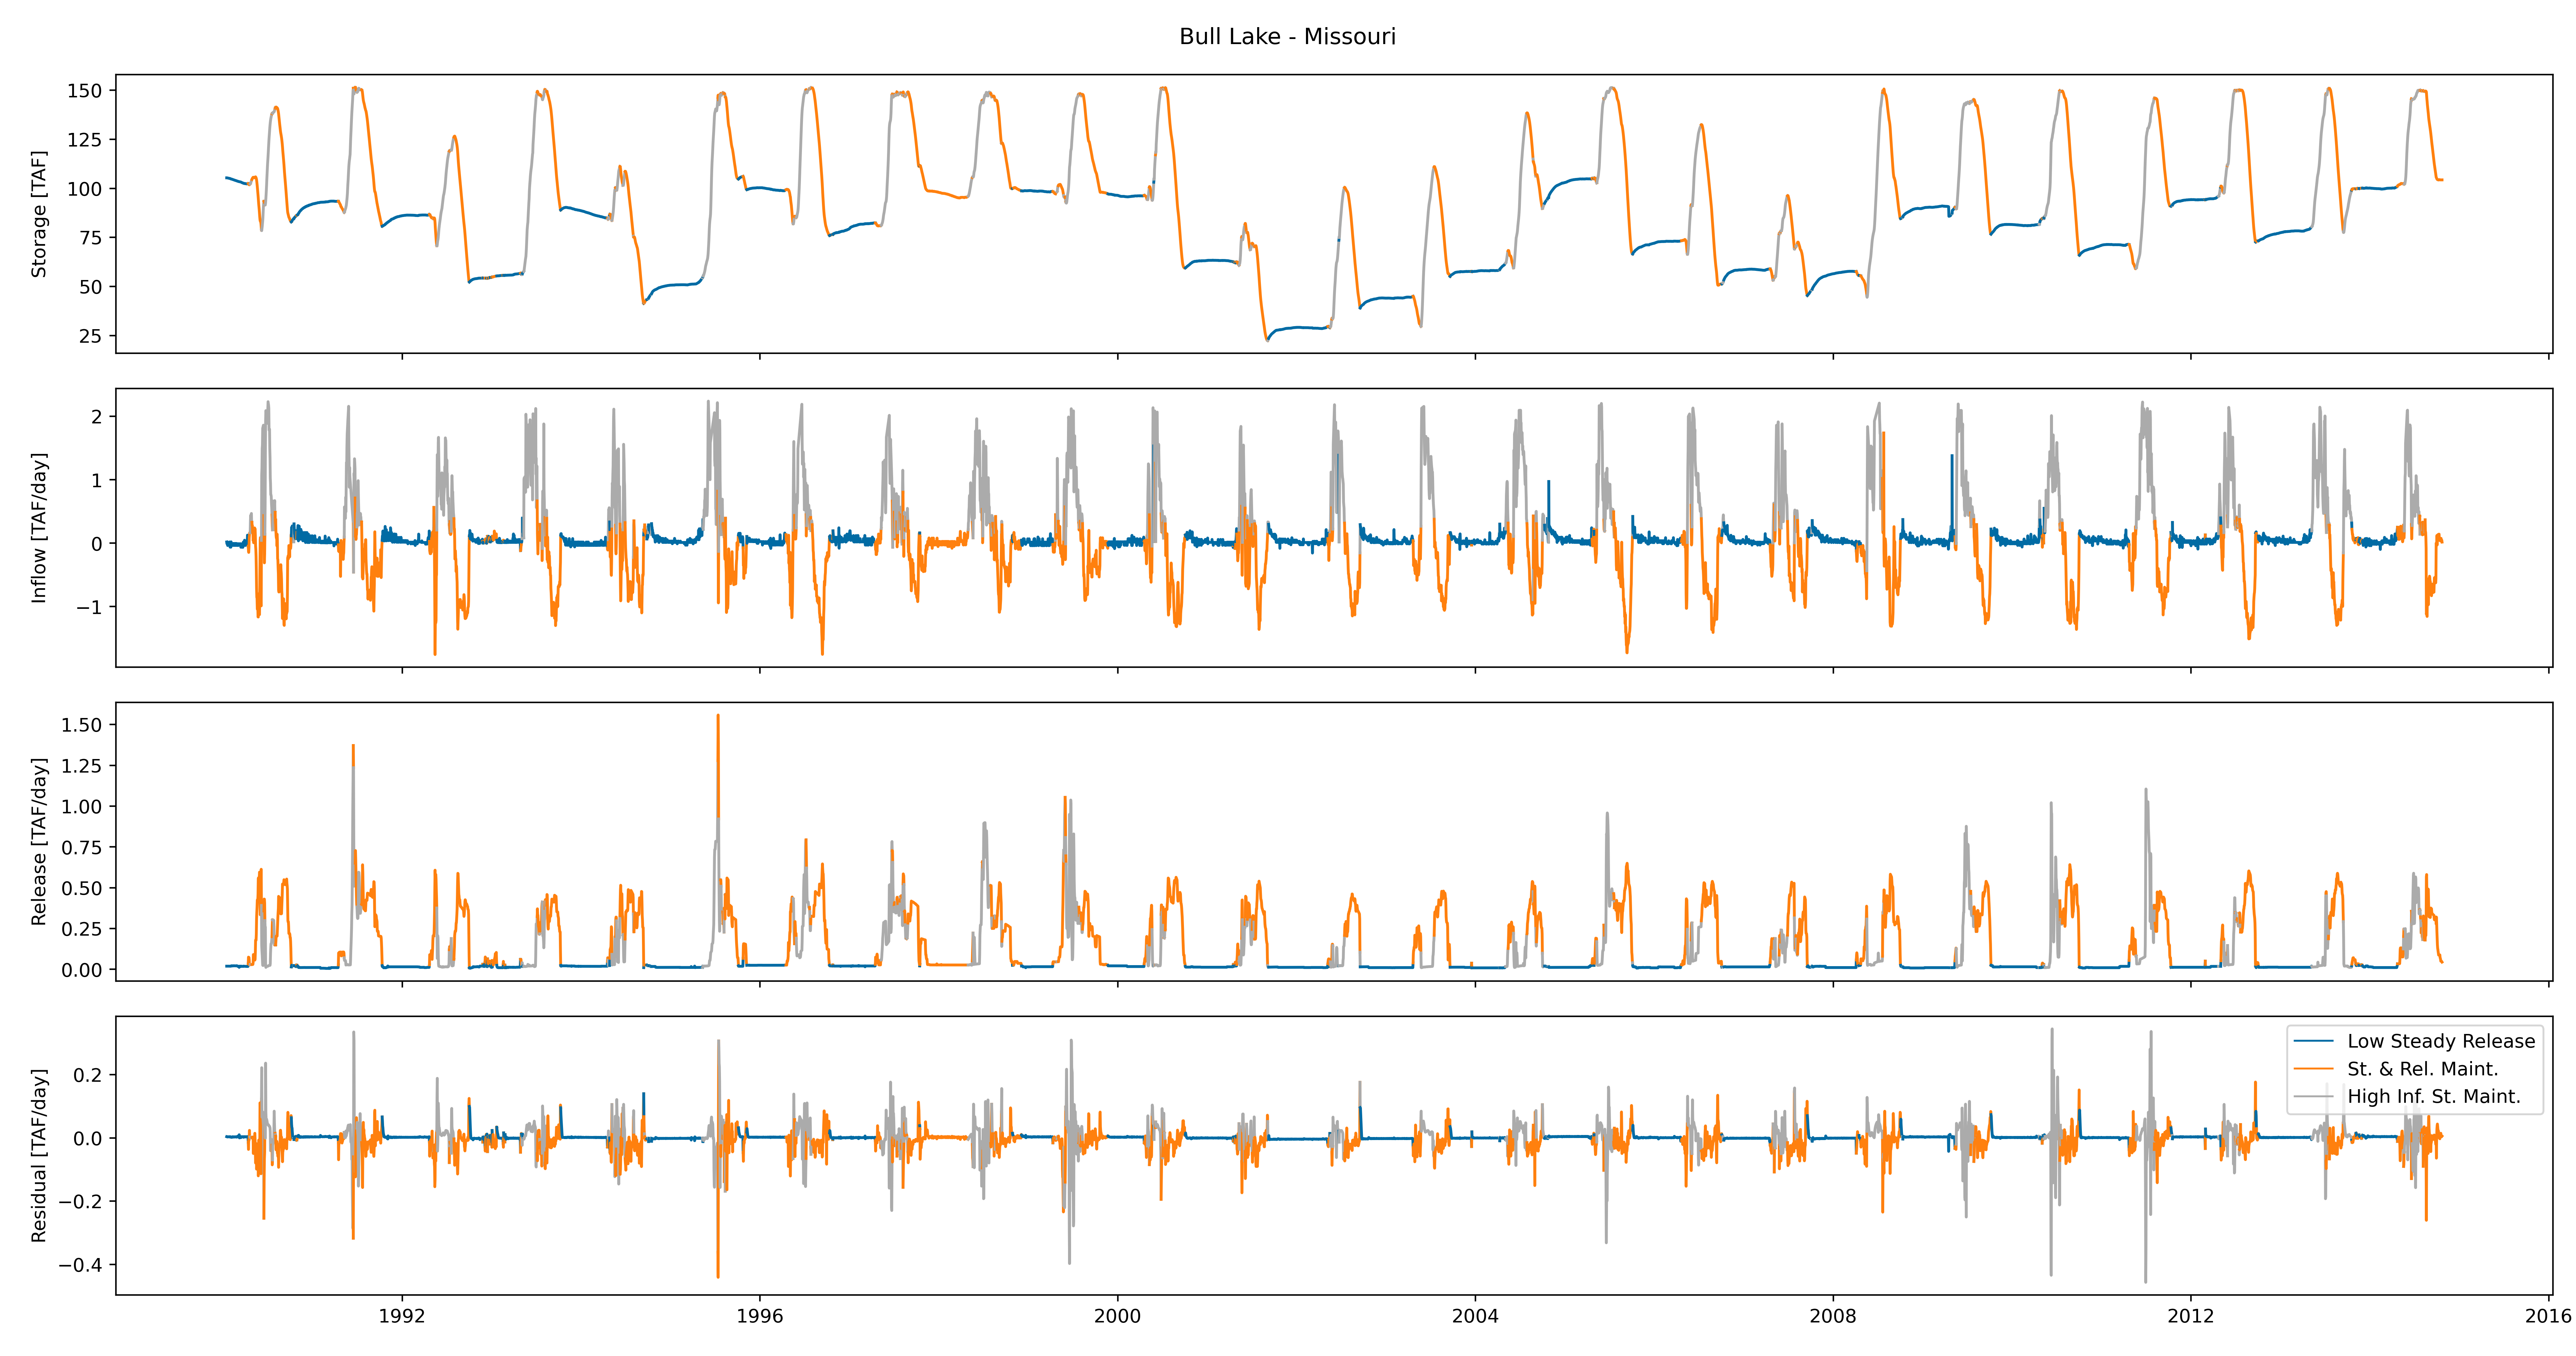 Bull Lake - Missouri
Storage [TAF]
150
125
100
75
50
25
Inflow [TAF/day]
2
1
0
−1
Release [TAF/day]
1.50
1.25
1.00
0.75
0.50
0.25
0.00
Residual [TAF/day]
0.2
0.0
−0.2
−0.4
Low Steady Release
St. & Rel. Maint.
High Inf. St. Maint.
1992 1996 2000 2004 2008 2012 2016